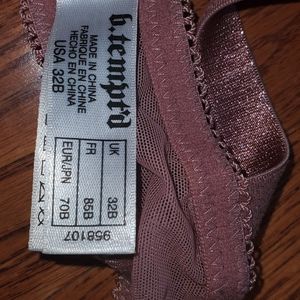 b.tempt'd
MADE IN CHINA
FABRIQUE EN CHINE
HECHO EN CHINA
USA 32B
UK 32B
FR 85B
EUR/JPN 70B
958107